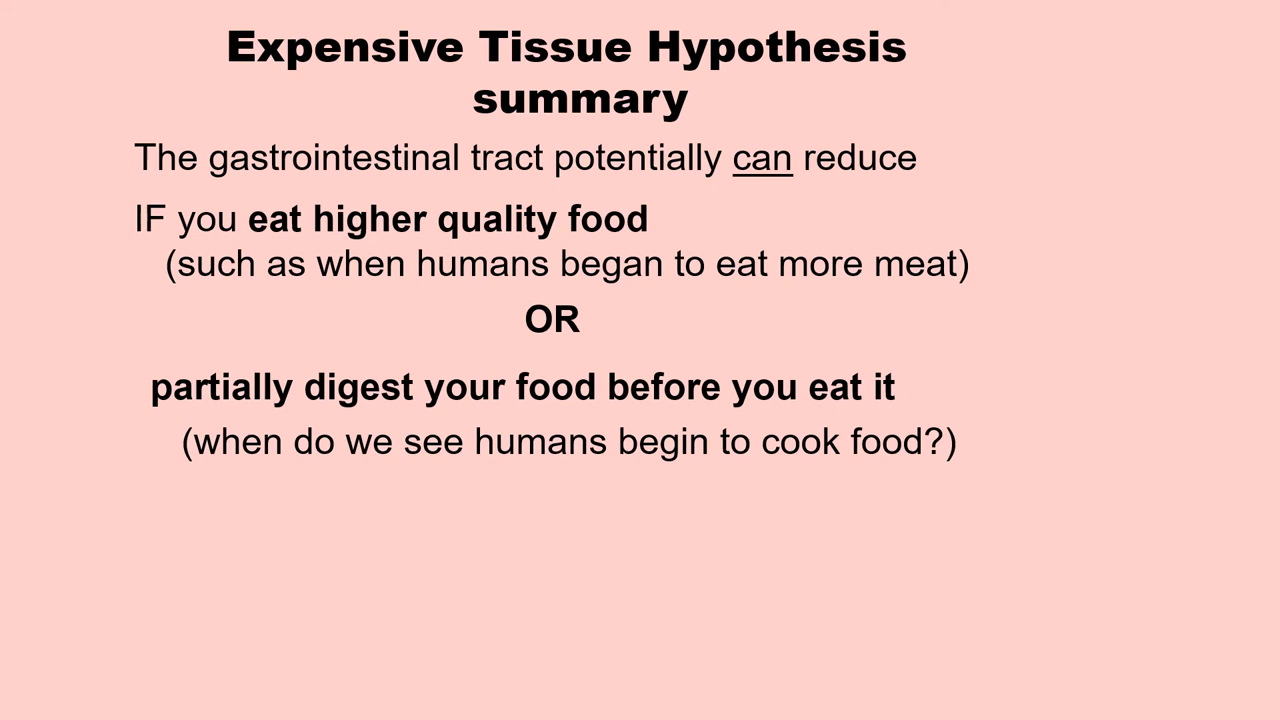 Expensive Tissue Hypothesis
summary
The gastrointestinal tract potentially can reduce
IF you eat higher quality food
(such as when humans began to eat more meat)
OR
partially digest your food before you eat it
(when do we see humans begin to cook food?)